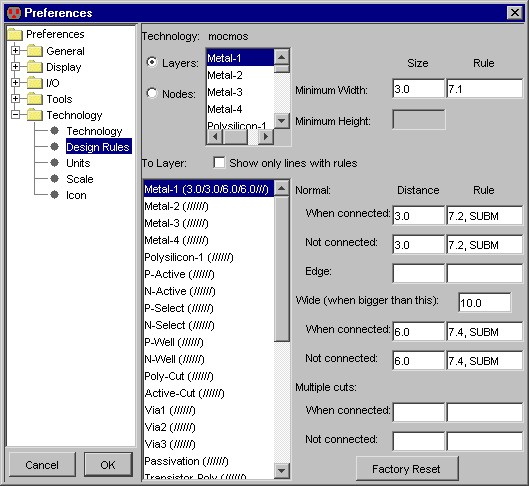 Preferences
Preferences
General
Display
I/O
Tools
Technology
Technology
Design Rules
Units
Scale
Icon
Cancel
OK
Technology: mocmos
Layers:
Nodes:
Metal-1
Metal-2
Metal-3
Metal-4
Polysilicon-1
Size Rule
Minimum Width: 3.0 7.1
Minimum Height:
To Layer: Show only lines with rules
Metal-1 (3.0/3.0/6.0/6.0///)
Metal-2 (//////)
Metal-3 (//////)
Metal-4 (//////)
Polysilicon-1 (//////)
P-Active (//////)
N-Active (//////)
P-Select (//////)
N-Select (//////)
P-Well (//////)
N-Well (//////)
Poly-Cut (//////)
Active-Cut (//////)
Via1 (//////)
Via2 (//////)
Via3 (//////)
Passivation (//////)
Transistor-Poly (//////)
Normal: Distance Rule
When connected: 3.0 7.2, SUBM
Not connected: 3.0 7.2, SUBM
Edge:
Wide (when bigger than this): 10.0
When connected: 6.0 7.4, SUBM
Not connected: 6.0 7.4, SUBM
Multiple cuts:
When connected:
Not connected:
Factory Reset